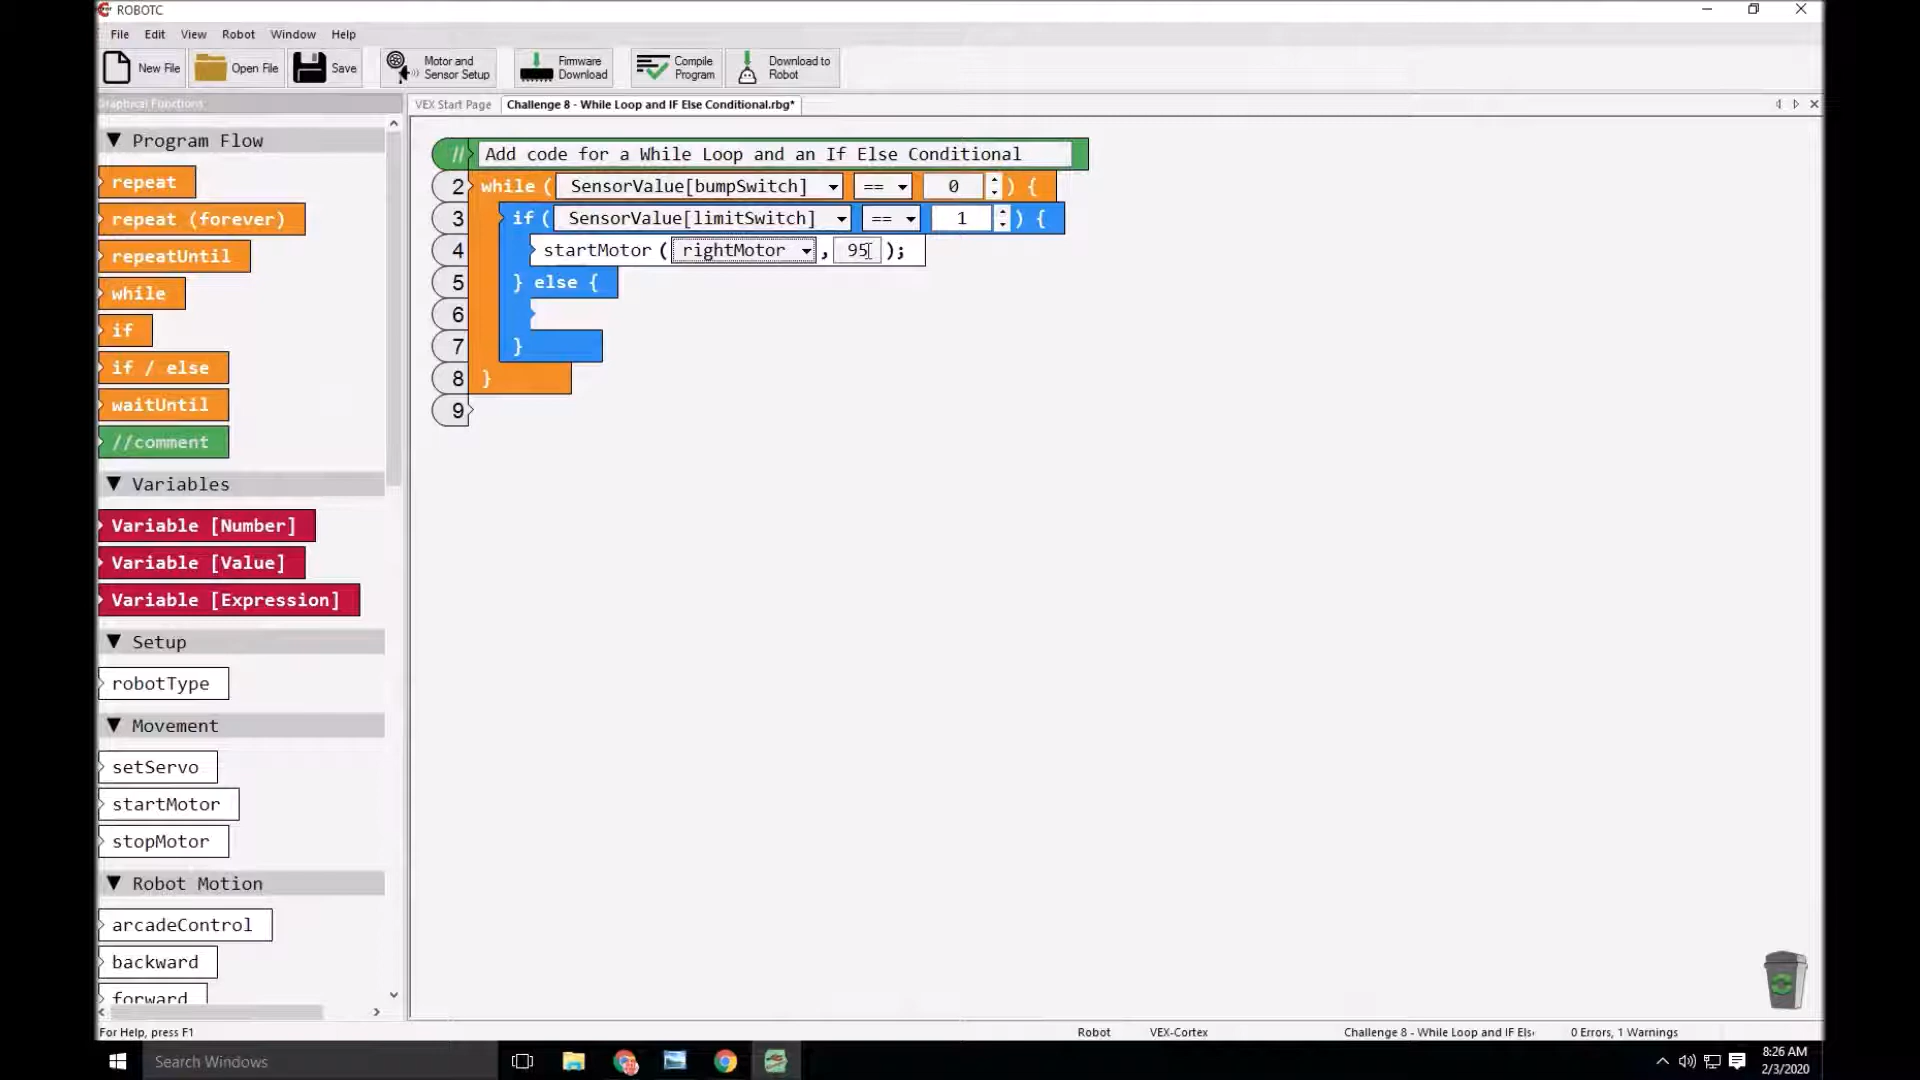 ROBOTC
File Edit View Robot Window Help
New File Open File Save Motor and Sensor Setup Firmware Download Compile Program Download to Robot
Graphical Functions
VEX Start Page Challenge 8 - While Loop and IF Else Conditional.rbg*
Program Flow
repeat
repeat (forever)
repeatUntil
while
if
if / else
waitUntil
//comment
Variables
Variable [Number]
Variable [Value]
Variable [Expression]
Setup
robotType
Movement
setServo
startMotor
stopMotor
Robot Motion
arcadeControl
backward
forward
// Add code for a While Loop and an If Else Conditional
2 while ( SensorValue[bumpSwitch] == 0 ) {
3 if ( SensorValue[limitSwitch] == 1 ) {
4 startMotor ( rightMotor , 95 );
5 } else {
6
7 }
8 }
9
For Help, press F1 Robot VEX-Cortex Challenge 8 - While Loop and IF Els 0 Errors, 1 Warnings
Search Windows
8:26 AM
2/3/2020